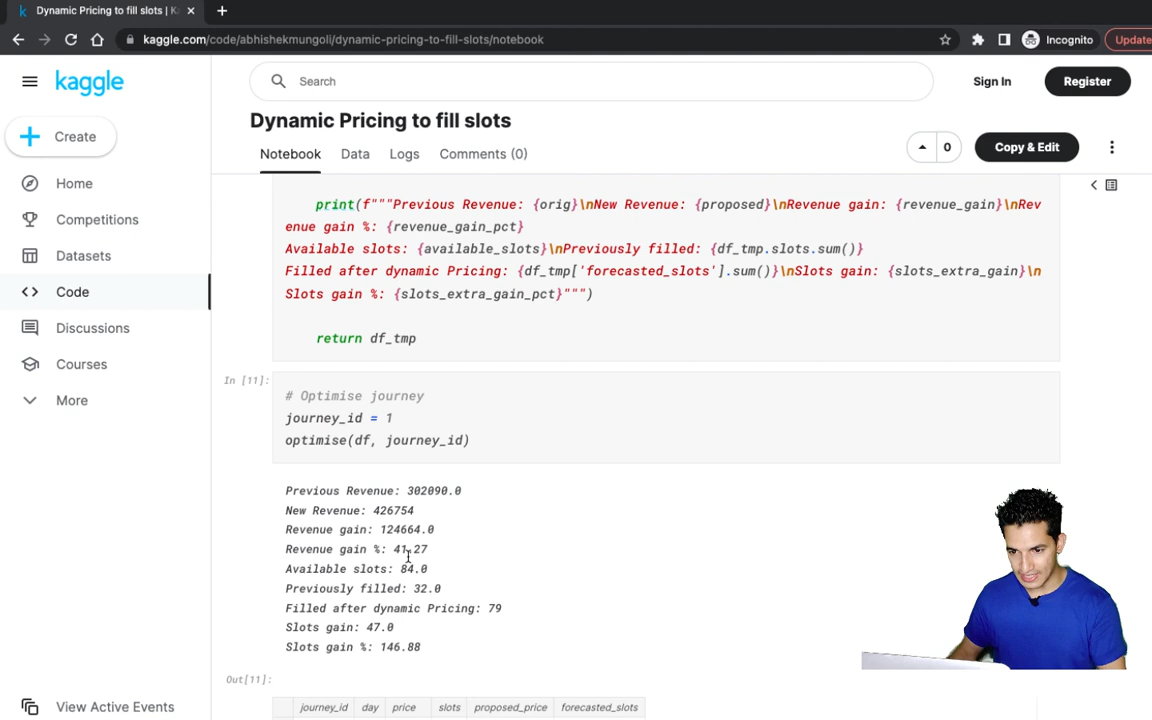 Dynamic Pricing to fill slots | K
kaggle.com/code/abhishekmungoli/dynamic-pricing-to-fill-slots/notebook
Incognito
Update
kaggle
Search
Sign In
Register
Create
Dynamic Pricing to fill slots
0
Copy & Edit
Notebook
Data
Logs
Comments (0)
Home
Competitions
Datasets
Code
Discussions
Courses
More
View Active Events
print(f"""Previous Revenue: {orig}\nNew Revenue: {proposed}\nRevenue gain: {revenue_gain}\nRev
enue gain %: {revenue_gain_pct}
Available slots: {available_slots}\nPreviously filled: {df_tmp.slots.sum()}
Filled after dynamic Pricing: {df_tmp['forecasted_slots'].sum()}\nSlots gain: {slots_extra_gain}\n
Slots gain %: {slots_extra_gain_pct}""")
return df_tmp
In [11]:
# Optimise journey
journey_id = 1
optimise(df, journey_id)
Previous Revenue: 302090.0
New Revenue: 426754
Revenue gain: 124664.0
Revenue gain %: 41.27
Available slots: 84.0
Previously filled: 32.0
Filled after dynamic Pricing: 79
Slots gain: 47.0
Slots gain %: 146.88
Out[11]:
journey_id day price slots proposed_price forecasted_slots